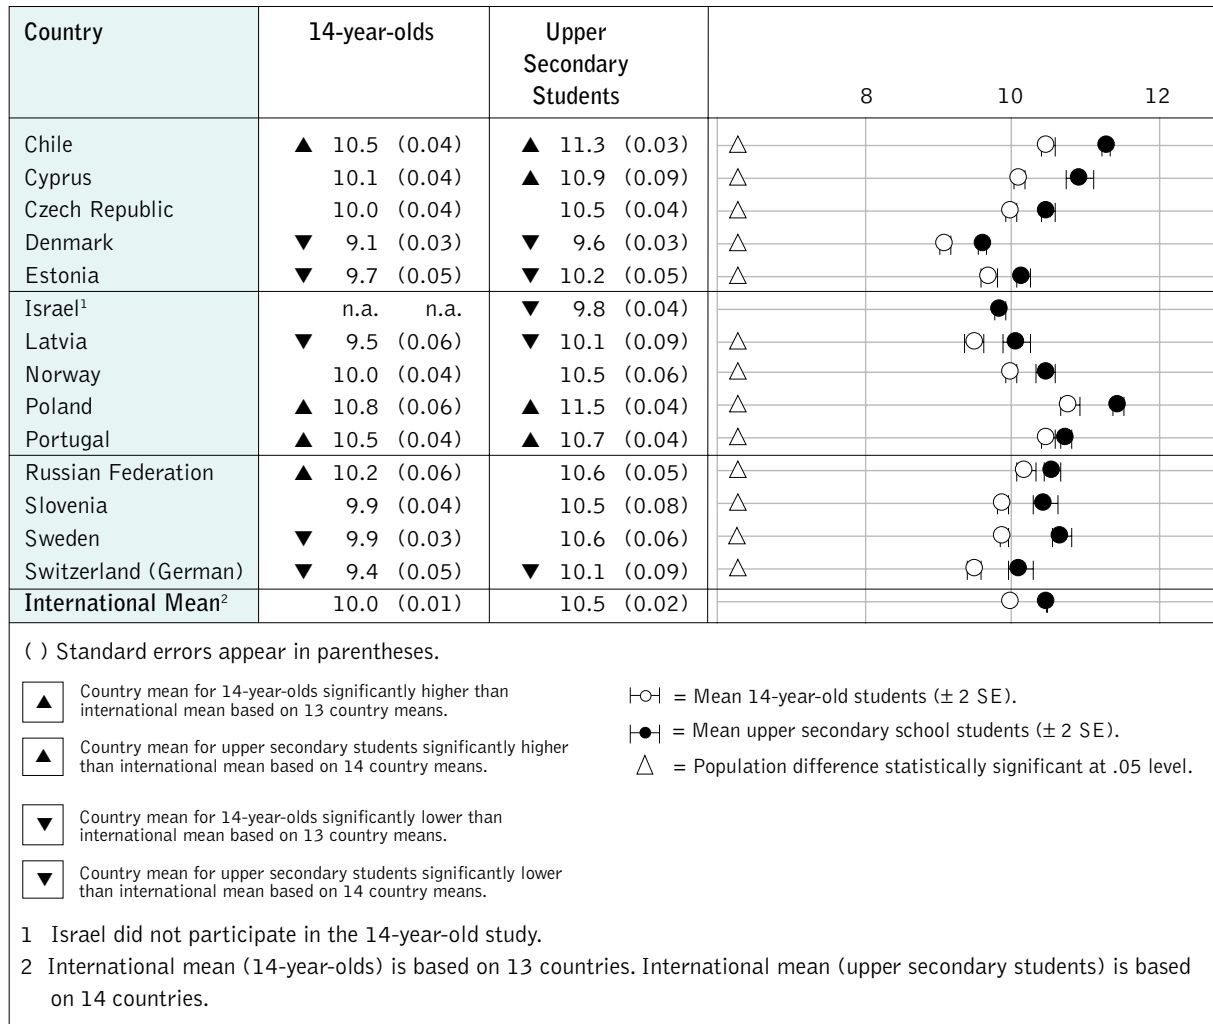 Country 14-year-olds Upper
Secondary
Students
8 10 12
Chile ▲ 10.5 (0.04) ▲ 11.3 (0.03)
Cyprus 10.1 (0.04) ▲ 10.9 (0.09)
Czech Republic 10.0 (0.04) 10.5 (0.04)
Denmark ▼ 9.1 (0.03) ▼ 9.6 (0.03)
Estonia ▼ 9.7 (0.05) ▼ 10.2 (0.05)
Israel¹ n.a. n.a. ▼ 9.8 (0.04)
Latvia ▼ 9.5 (0.06) ▼ 10.1 (0.09)
Norway 10.0 (0.04) 10.5 (0.06)
Poland ▲ 10.8 (0.06) ▲ 11.5 (0.04)
Portugal ▲ 10.5 (0.04) ▲ 10.7 (0.04)
Russian Federation ▲ 10.2 (0.06) 10.6 (0.05)
Slovenia 9.9 (0.04) 10.5 (0.08)
Sweden ▼ 9.9 (0.03) 10.6 (0.06)
Switzerland (German) ▼ 9.4 (0.05) ▼ 10.1 (0.09)
International Mean² 10.0 (0.01) 10.5 (0.02)
( ) Standard errors appear in parentheses.
▲ Country mean for 14-year-olds significantly higher than
international mean based on 13 country means.
▲ Country mean for upper secondary students significantly higher
than international mean based on 14 country means.
▼ Country mean for 14-year-olds significantly lower than
international mean based on 13 country means.
▼ Country mean for upper secondary students significantly lower
than international mean based on 14 country means.
= Mean 14-year-old students (± 2 SE).
= Mean upper secondary school students (± 2 SE).
△ = Population difference statistically significant at .05 level.
1 Israel did not participate in the 14-year-old study.
2 International mean (14-year-olds) is based on 13 countries. International mean (upper secondary students) is based
on 14 countries.